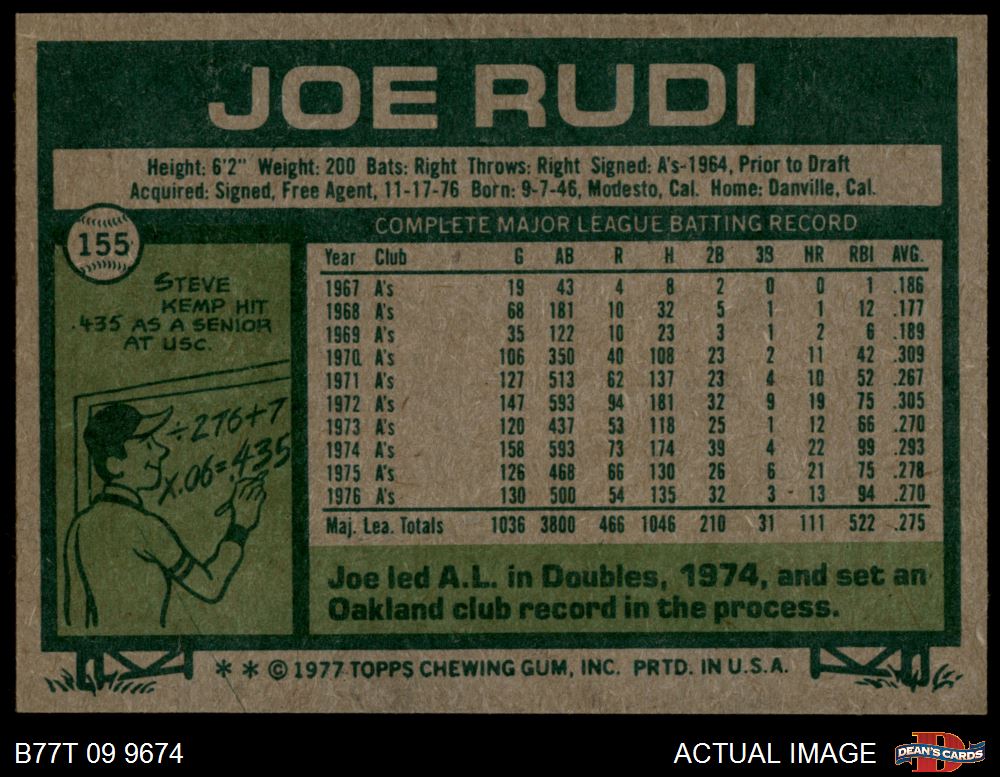 JOE RUDI
Height: 6'2" Weight: 200 Bats: Right Throws: Right Signed: A's-1964, Prior to Draft
Acquired: Signed, Free Agent, 11-17-76 Born: 9-7-46, Modesto, Cal. Home: Danville, Cal.
155
STEVE
KEMP HIT
.435 AS A SENIOR
AT USC.
÷276+7
X.06=.435
COMPLETE MAJOR LEAGUE BATTING RECORD
Year Club G AB R H 2B 3B HR RBI AVG.
1967 A's 19 43 4 8 2 0 0 1 .186
1968 A's 68 181 10 32 5 1 1 12 .177
1969 A's 35 122 10 23 3 1 2 6 .189
1970 A's 106 350 40 108 23 2 11 42 .309
1971 A's 127 513 62 137 23 4 10 52 .267
1972 A's 147 593 94 181 32 9 19 75 .305
1973 A's 120 437 53 118 25 1 12 66 .270
1974 A's 158 593 73 174 39 4 22 99 .293
1975 A's 126 468 66 130 26 6 21 75 .278
1976 A's 130 500 54 135 32 3 13 94 .270
Maj. Lea. Totals 1036 3800 466 1046 210 31 111 522 .275
Joe led A.L. in Doubles, 1974, and set an
Oakland club record in the process.
* * © 1977 TOPPS CHEWING GUM, INC. PRTD. IN U.S.A.
B77T 09 9674
ACTUAL IMAGE
D
DEAN'S CARDS